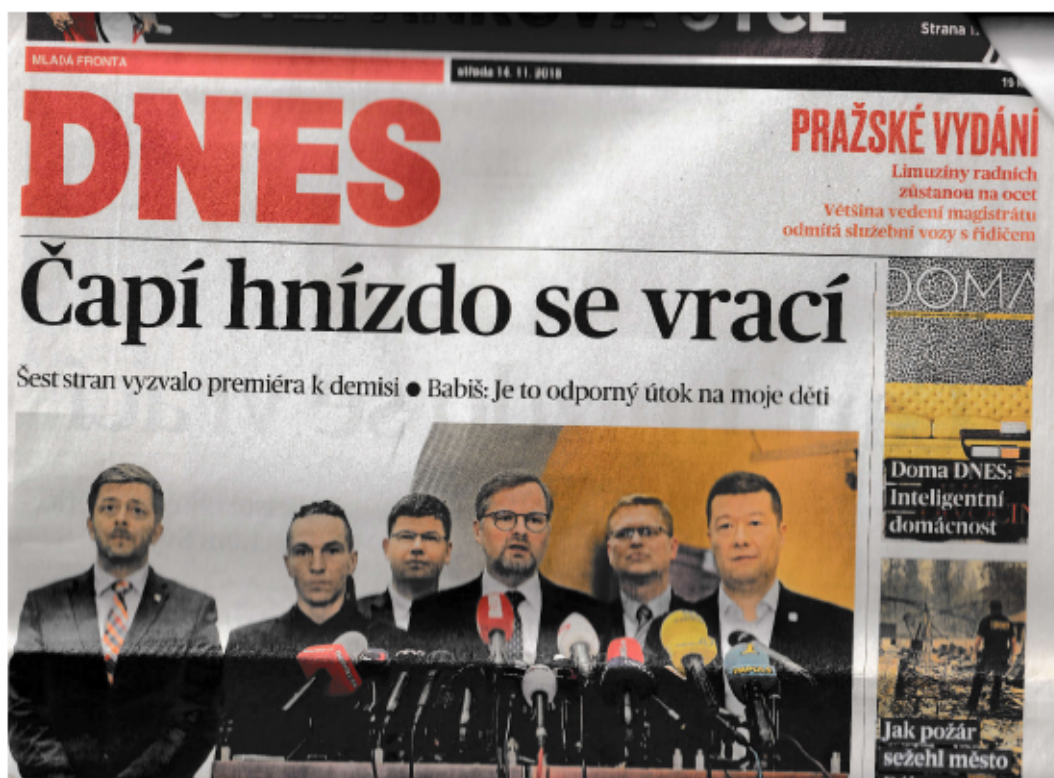 Strana
MLADÁ FRONTA
středa 14. 11. 2018
19
DNES
PRAŽSKÉ VYDÁNÍ
Limuzíny radních
zůstanou na ocet
Většina vedení magistrátu
odmítá služební vozy s řidičem
Čapí hnízdo se vrací
Šest stran vyzvalo premiéra k demisi ● Babiš: Je to odporný útok na moje děti
DOMA
Doma DNES:
Inteligentní
domácnost
Jak požár
sežehl město